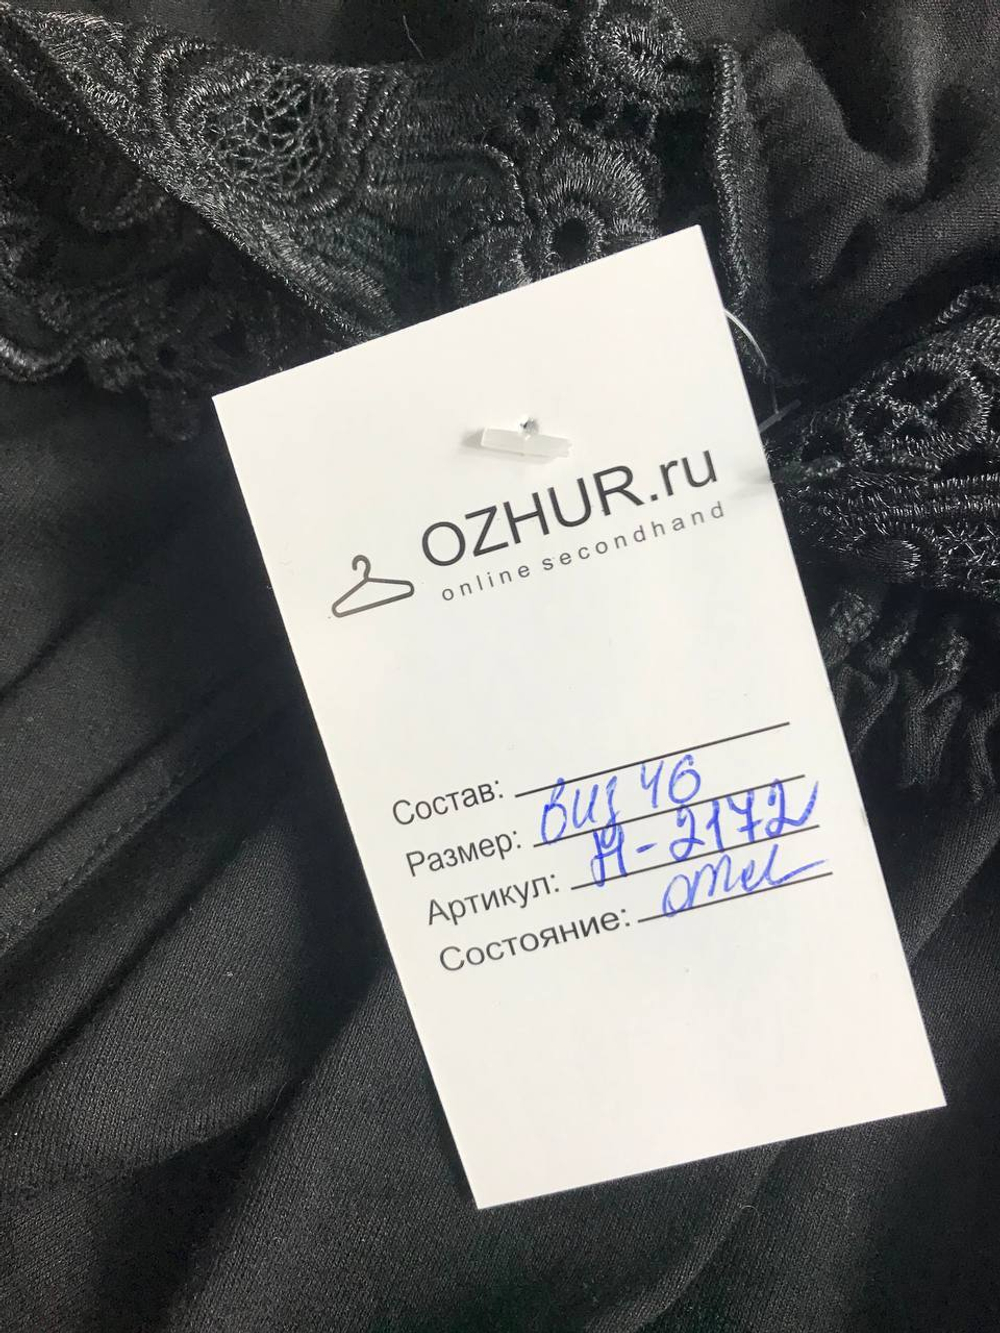 OZHUR.ru
online secondhand
Состав:
Размер: виз 46
Артикул: Н-2172
Состояние: отл